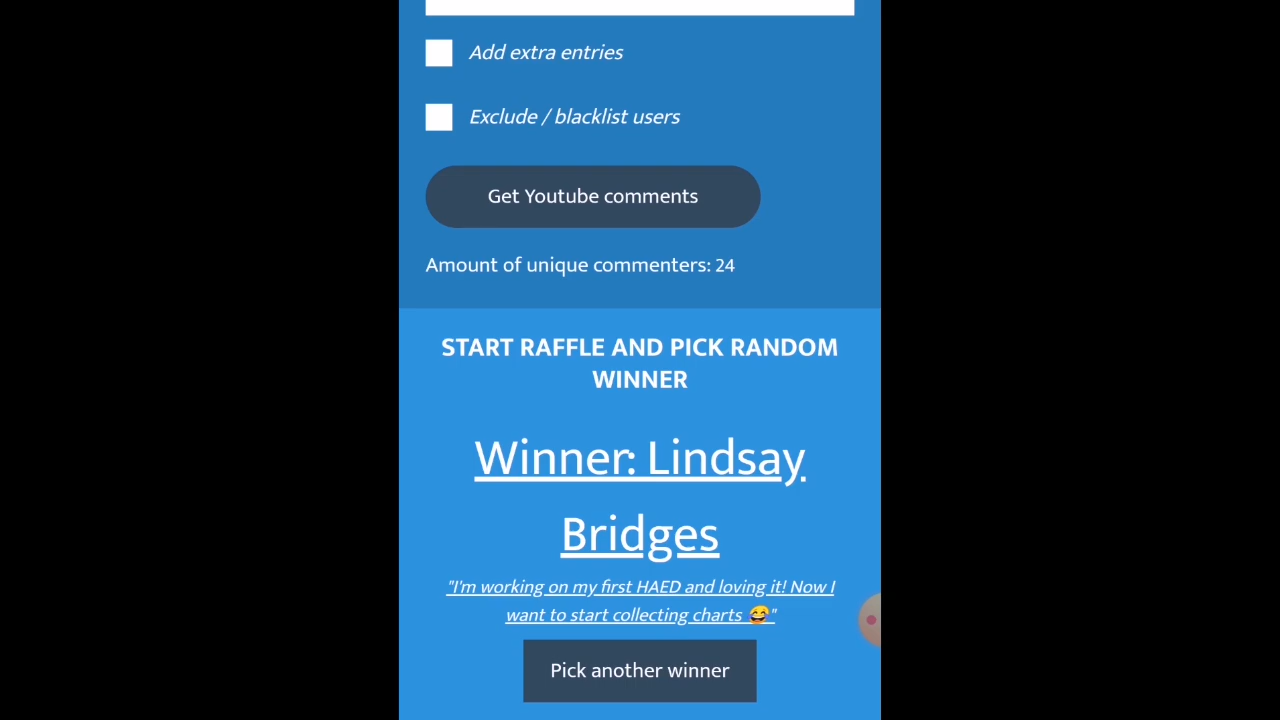 Add extra entries
Exclude / blacklist users
Get Youtube comments
Amount of unique commenters: 24
START RAFFLE AND PICK RANDOM
WINNER
Winner: Lindsay
Bridges
"I'm working on my first HAED and loving it! Now I
want to start collecting charts 😂"
Pick another winner